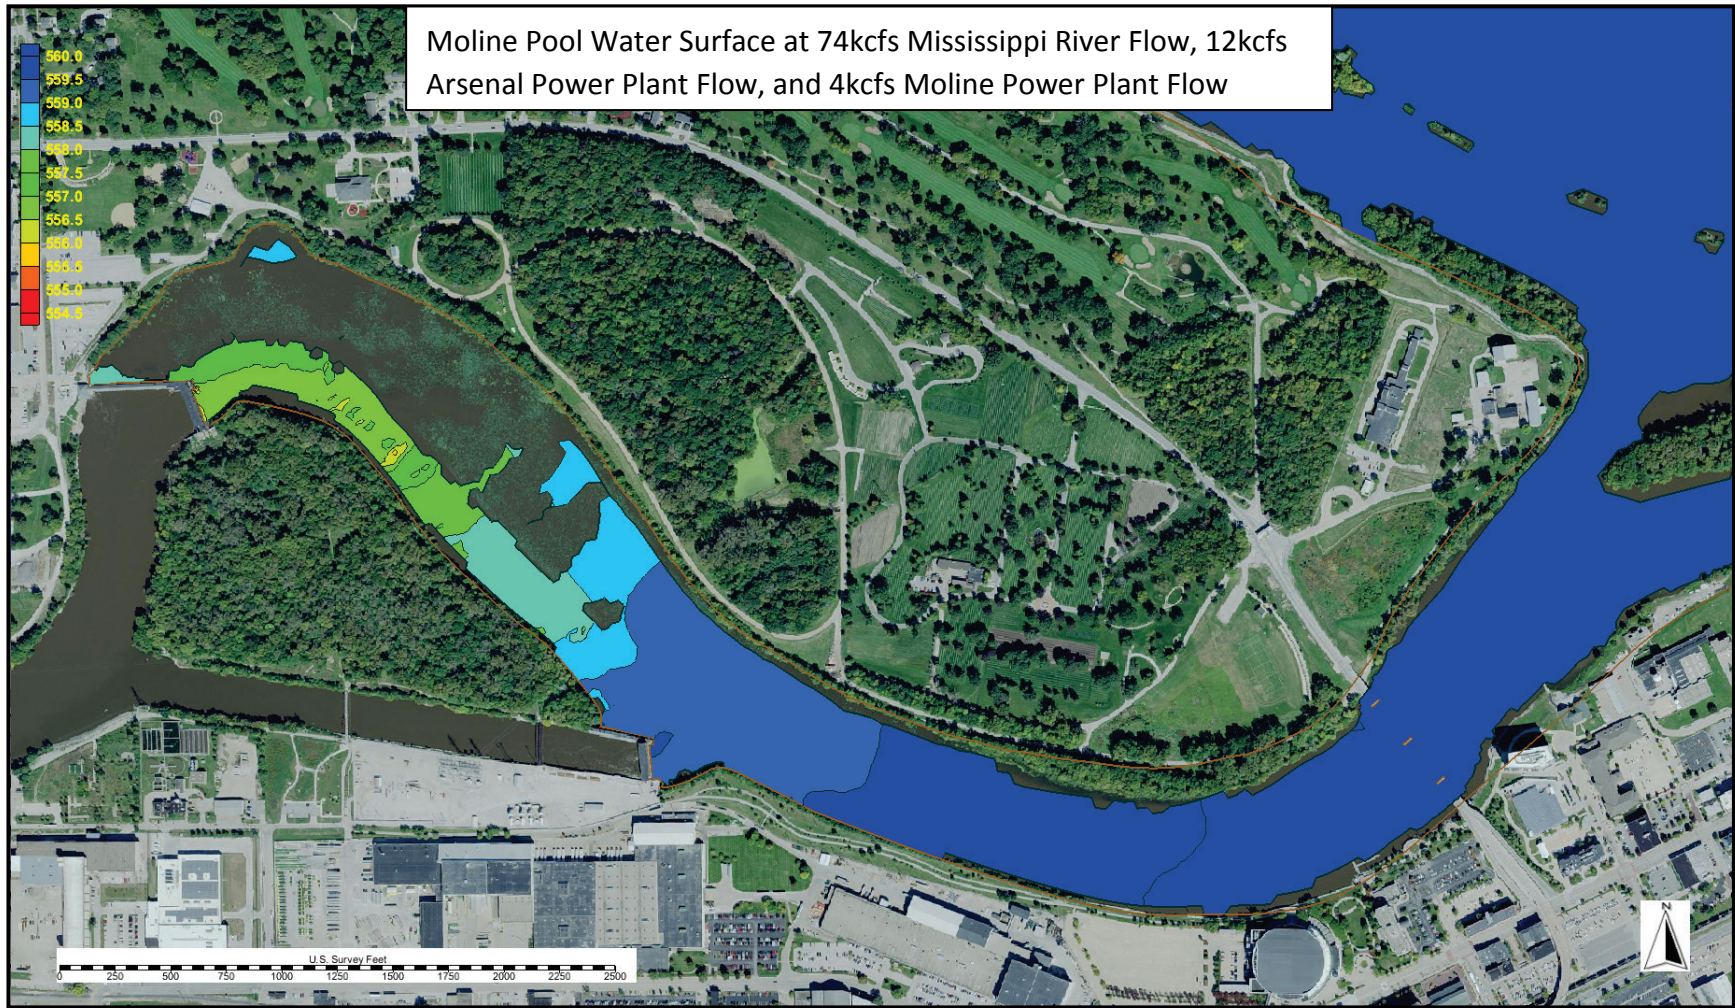 Moline Pool Water Surface at 74kcfs Mississippi River Flow, 12kcfs
Arsenal Power Plant Flow, and 4kcfs Moline Power Plant Flow
560.0
559.5
559.0
558.5
558.0
557.5
557.0
556.5
556.0
555.5
555.0
554.5
U.S. Survey Feet
0 250 500 750 1000 1250 1500 1750 2000 2250 2500
N